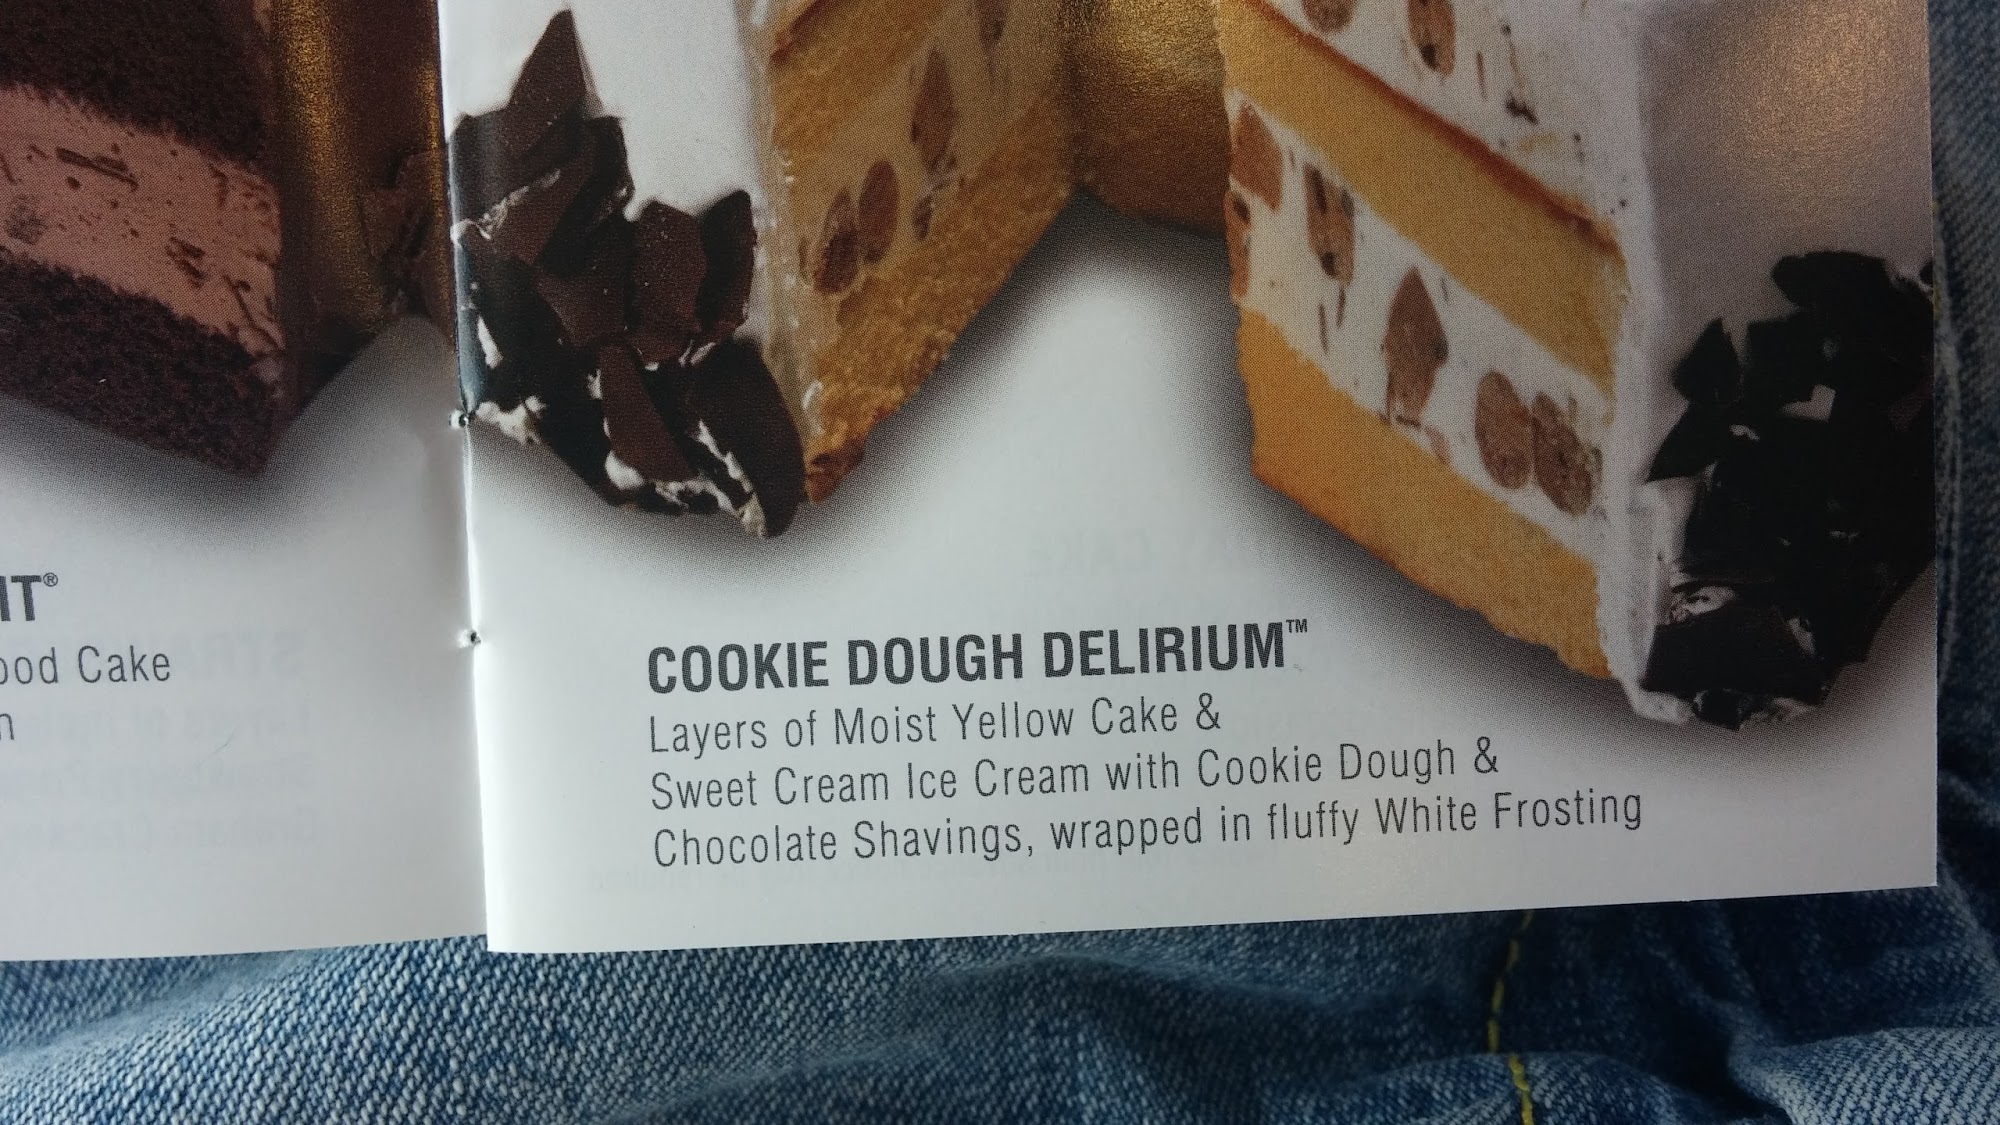 IT®
ood Cake
n
COOKIE DOUGH DELIRIUM™
Layers of Moist Yellow Cake &
Sweet Cream Ice Cream with Cookie Dough &
Chocolate Shavings, wrapped in fluffy White Frosting